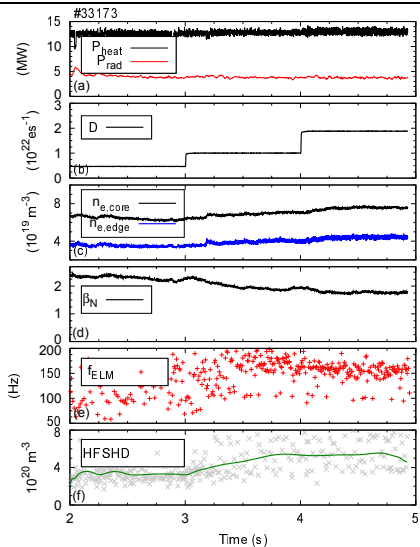 #33173
P_heat
P_rad
(MW)
15
10
5
0
(a)
D
(10^22 es^-1)
3
2
1
0
(b)
n_e,core
n_e,edge
(10^19 m^-3)
8
4
(c)
β_N
2
1
0
(d)
f_ELM
(Hz)
200
150
100
50
(e)
HFSHD
10^20 m^-3
8
4
0
(f)
2
3
4
5
Time (s)